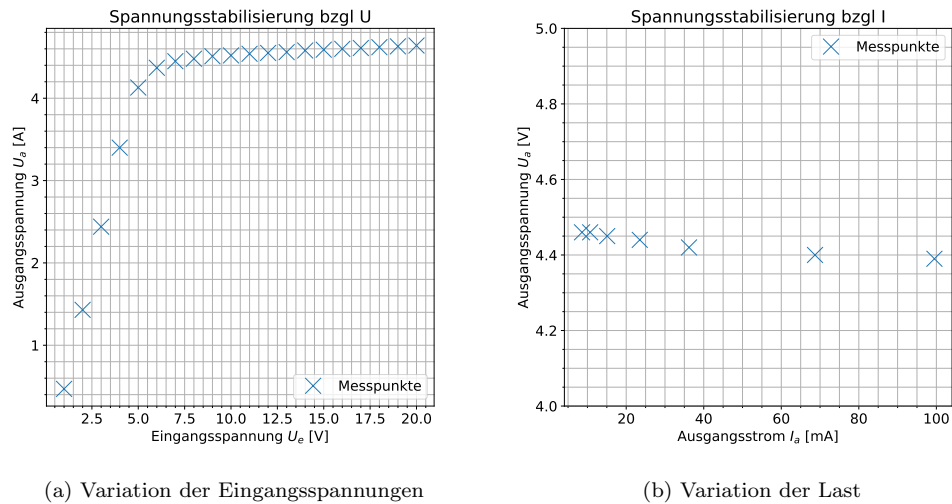 Spannungsstabilisierung bzgl U
Ausgangsspannung U_a [A]
4
3
2
1
Messpunkte
2.5 5.0 7.5 10.0 12.5 15.0 17.5 20.0
Eingangsspannung U_e [V]
(a) Variation der Eingangsspannungen
Spannungsstabilisierung bzgl I
Ausgangsspannung U_a [V]
5.0
4.8
4.6
4.4
4.2
4.0
Messpunkte
20 40 60 80 100
Ausgangsstrom I_a [mA]
(b) Variation der Last